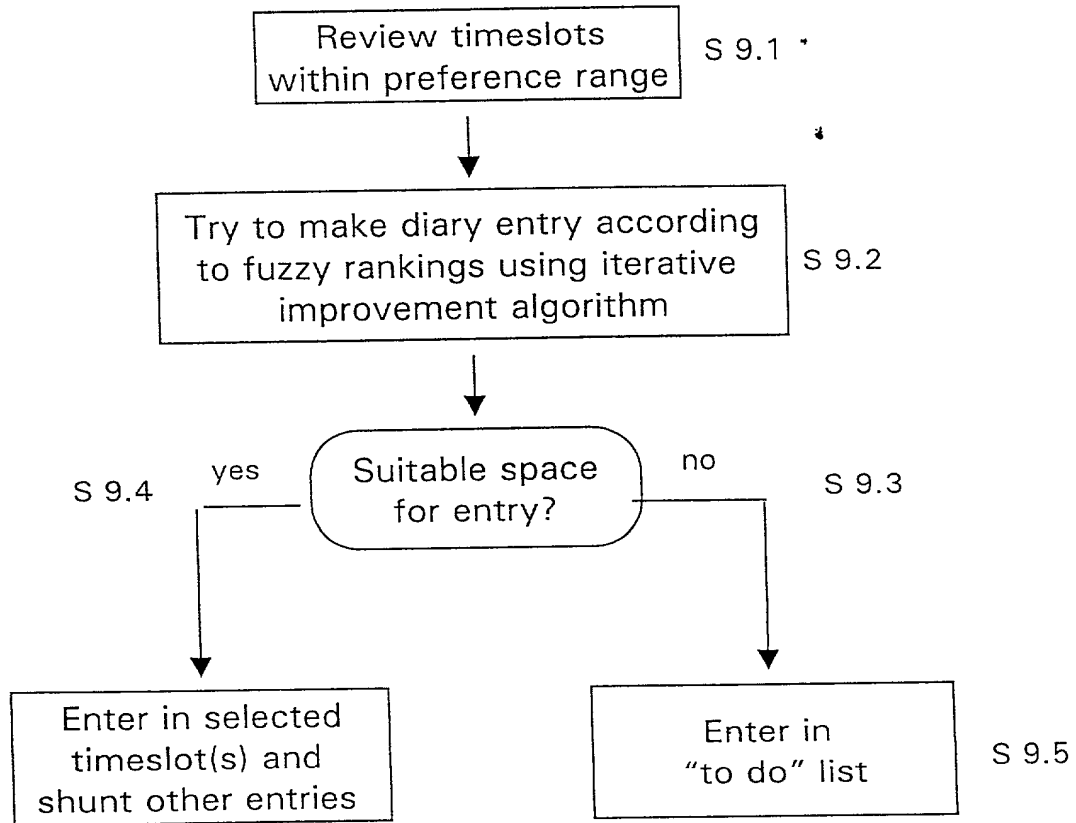 Review timeslots
within preference range
S 9.1
Try to make diary entry according
to fuzzy rankings using iterative
improvement algorithm
S 9.2
Suitable space
for entry?
S 9.3
yes
S 9.4
no
Enter in selected
timeslot(s) and
shunt other entries
Enter in
"to do" list
S 9.5